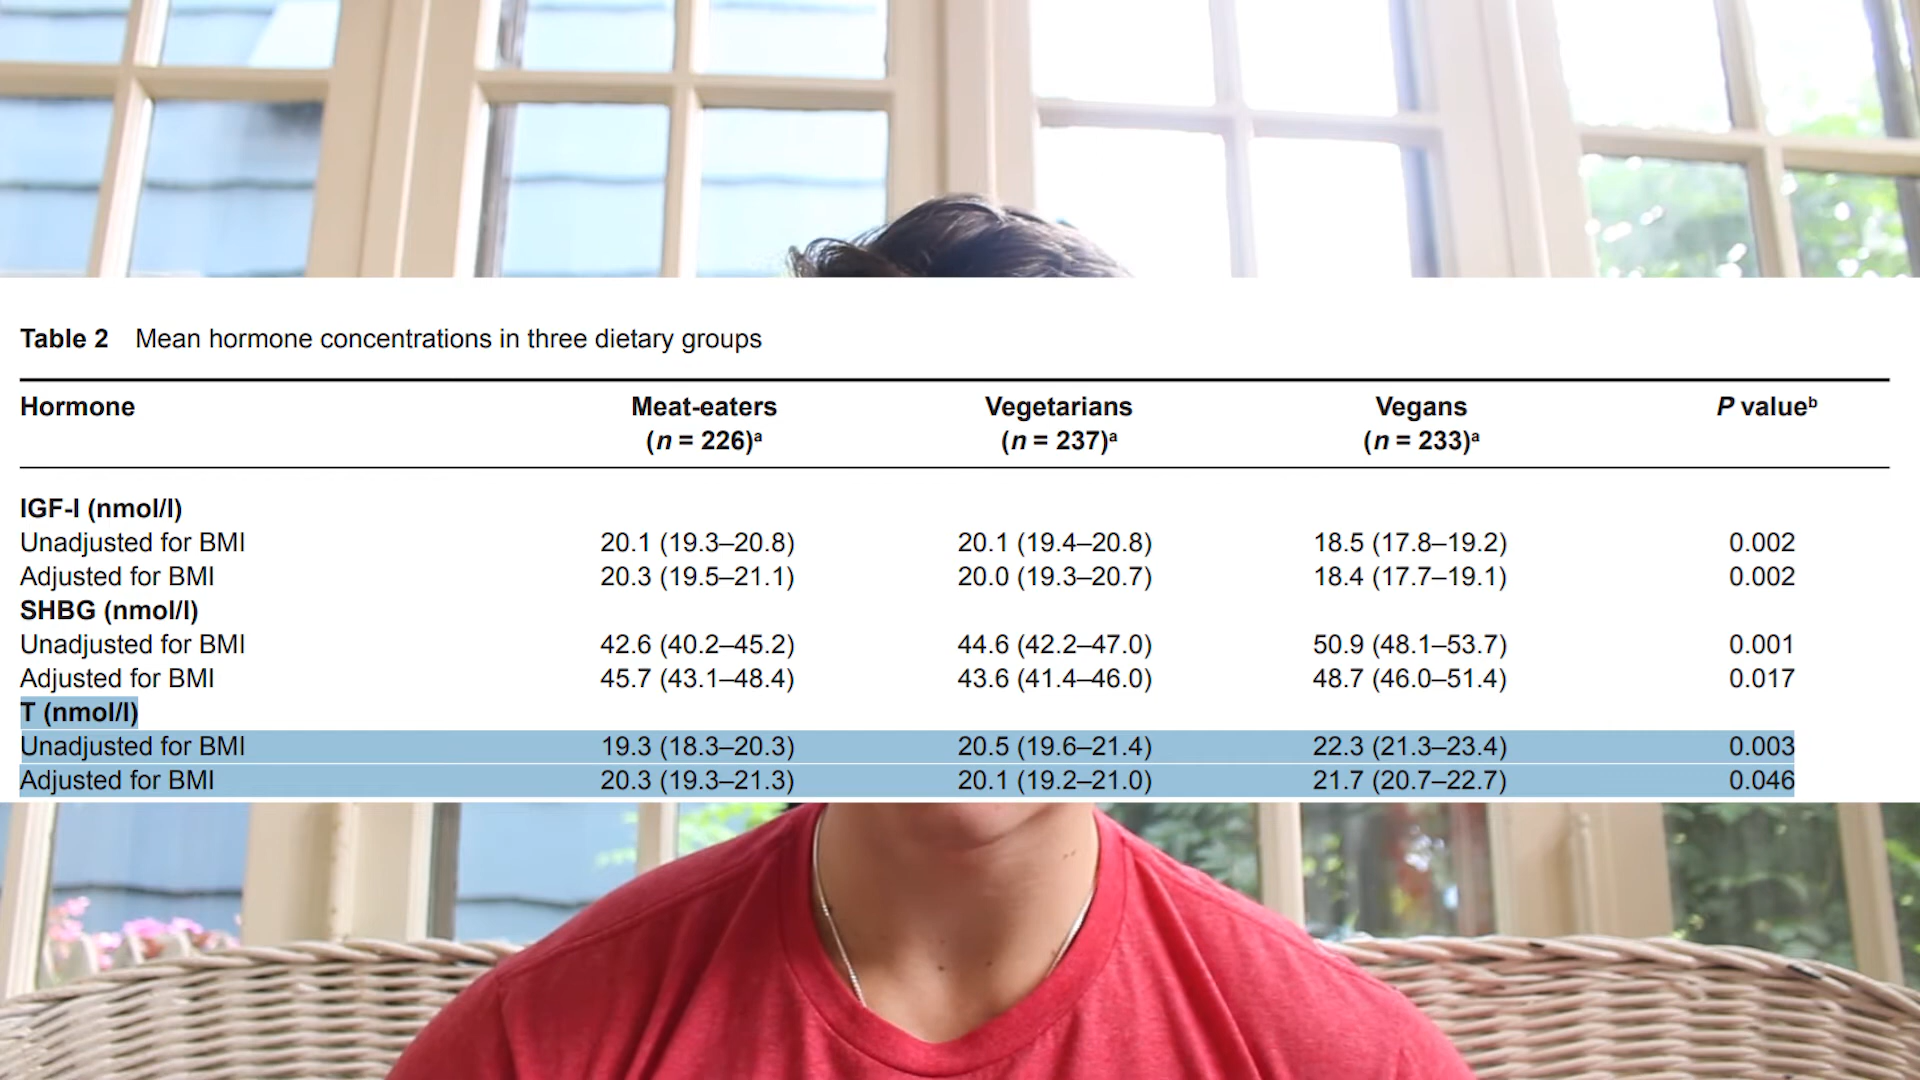 Table 2 Mean hormone concentrations in three dietary groups
Hormone Meat-eaters Vegetarians Vegans P valueᵇ
(n = 226)ᵃ (n = 237)ᵃ (n = 233)ᵃ
IGF-I (nmol/l)
Unadjusted for BMI 20.1 (19.3–20.8) 20.1 (19.4–20.8) 18.5 (17.8–19.2) 0.002
Adjusted for BMI 20.3 (19.5–21.1) 20.0 (19.3–20.7) 18.4 (17.7–19.1) 0.002
SHBG (nmol/l)
Unadjusted for BMI 42.6 (40.2–45.2) 44.6 (42.2–47.0) 50.9 (48.1–53.7) 0.001
Adjusted for BMI 45.7 (43.1–48.4) 43.6 (41.4–46.0) 48.7 (46.0–51.4) 0.017
T (nmol/l)
Unadjusted for BMI 19.3 (18.3–20.3) 20.5 (19.6–21.4) 22.3 (21.3–23.4) 0.003
Adjusted for BMI 20.3 (19.3–21.3) 20.1 (19.2–21.0) 21.7 (20.7–22.7) 0.046